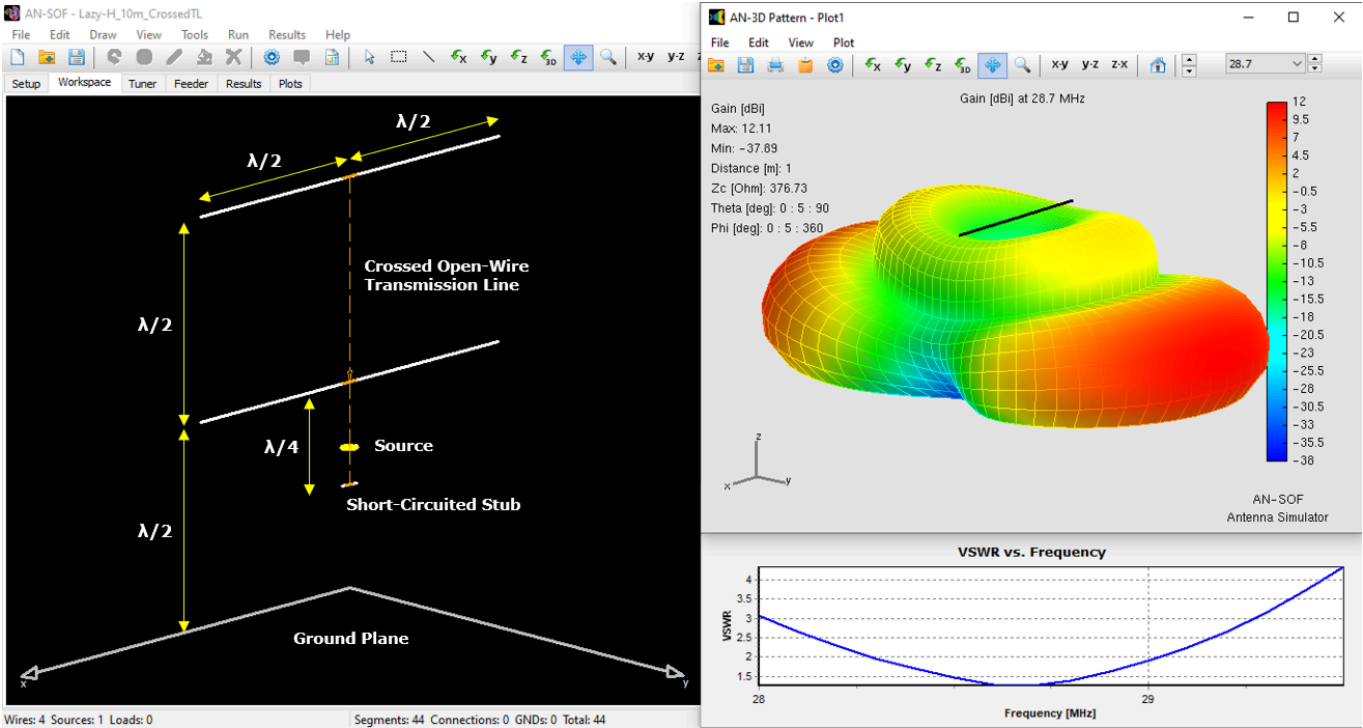 AN-SOF - Lazy-H_10m_CrossedTL
File Edit Draw View Tools Run Results Help
x-y y-z
Setup Workspace Tuner Feeder Results Plots
λ/2
λ/2
λ/2
Crossed Open-Wire
Transmission Line
λ/4
Source
Short-Circuited Stub
λ/2
Ground Plane
x
y
Wires: 4 Sources: 1 Loads: 0
Segments: 44 Connections: 0 GNDs: 0 Total: 44
AN-3D Pattern - Plot1
File Edit View Plot
x y z 3D x-y y-z z-x 28.7
Gain [dBi] at 28.7 MHz
Gain [dBi]
Max: 12.11
Min: -37.89
Distance [m]: 1
Zc [Ohm]: 376.73
Theta [deg]: 0 : 5 : 90
Phi [deg]: 0 : 5 : 360
12
9.5
7
4.5
2
-0.5
-3
-5.5
-8
-10.5
-13
-15.5
-18
-20.5
-23
-25.5
-28
-30.5
-33
-35.5
-38
z
x
y
AN-SOF
Antenna Simulator
VSWR vs. Frequency
VSWR
4
3.5
3
2.5
2
1.5
28 29
Frequency [MHz]